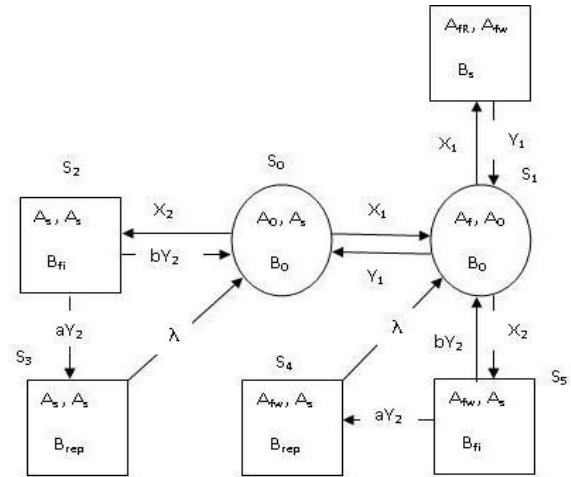 A_fR, A_fw
B_s
X_1
Y_1
S_2
S_0
S_1
A_s, A_s
B_fi
X_2
bY_2
A_0, A_s
B_0
X_1
Y_1
A_f, A_0
B_0
aY_2
λ
λ
bY_2
X_2
S_3
S_4
S_5
A_s, A_s
B_rep
A_fw, A_s
B_rep
aY_2
A_fw, A_s
B_fi